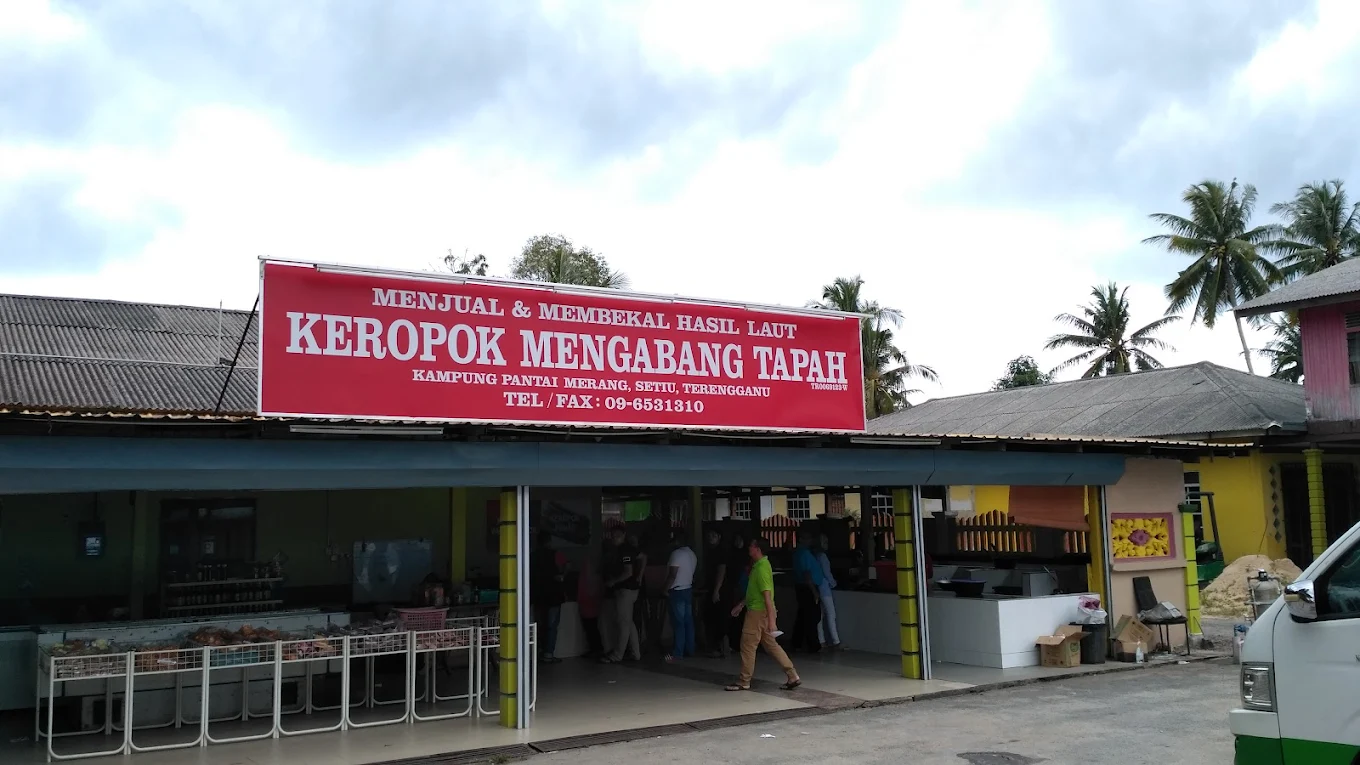 MENJUAL & MEMBEKAL HASIL LAUT
KEROPOK MENGABANG TAPAH
KAMPUNG PANTAI MERANG, SETIU, TERENGGANU
TEL / FAX : 09-6531310